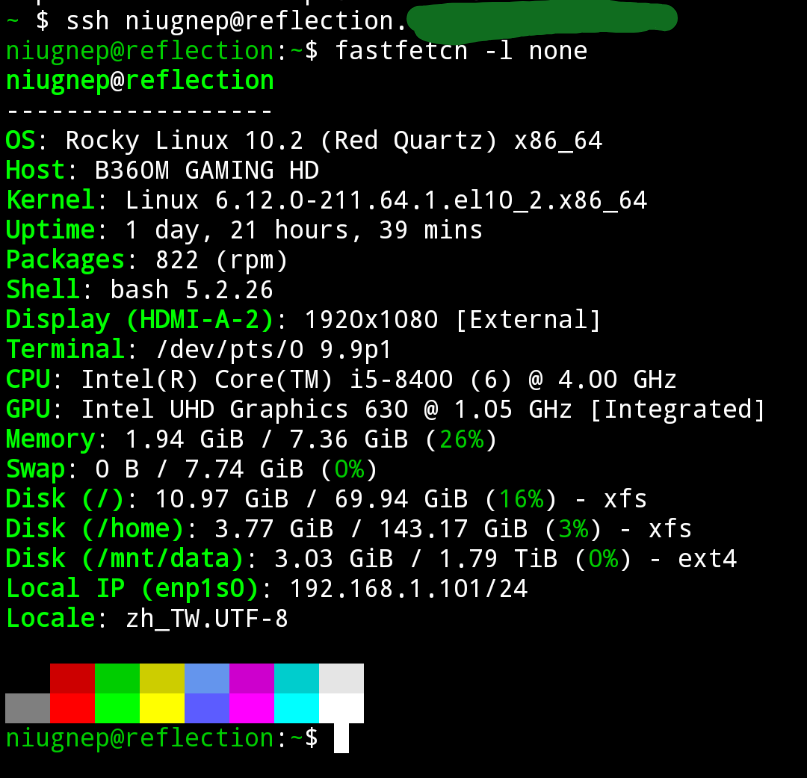 ~ $ ssh niugnep@reflection.
niugnep@reflection:~$ fastfetch -l none
niugnep@reflection
------------------
OS: Rocky Linux 10.2 (Red Quartz) x86_64
Host: B360M GAMING HD
Kernel: Linux 6.12.0-211.64.1.el10_2.x86_64
Uptime: 1 day, 21 hours, 39 mins
Packages: 822 (rpm)
Shell: bash 5.2.26
Display (HDMI-A-2): 1920x1080 [External]
Terminal: /dev/pts/0 9.9p1
CPU: Intel(R) Core(TM) i5-8400 (6) @ 4.00 GHz
GPU: Intel UHD Graphics 630 @ 1.05 GHz [Integrated]
Memory: 1.94 GiB / 7.36 GiB (26%)
Swap: 0 B / 7.74 GiB (0%)
Disk (/): 10.97 GiB / 69.94 GiB (16%) - xfs
Disk (/home): 3.77 GiB / 143.17 GiB (3%) - xfs
Disk (/mnt/data): 3.03 GiB / 1.79 TiB (0%) - ext4
Local IP (enp1s0): 192.168.1.101/24
Locale: zh_TW.UTF-8
niugnep@reflection:~$